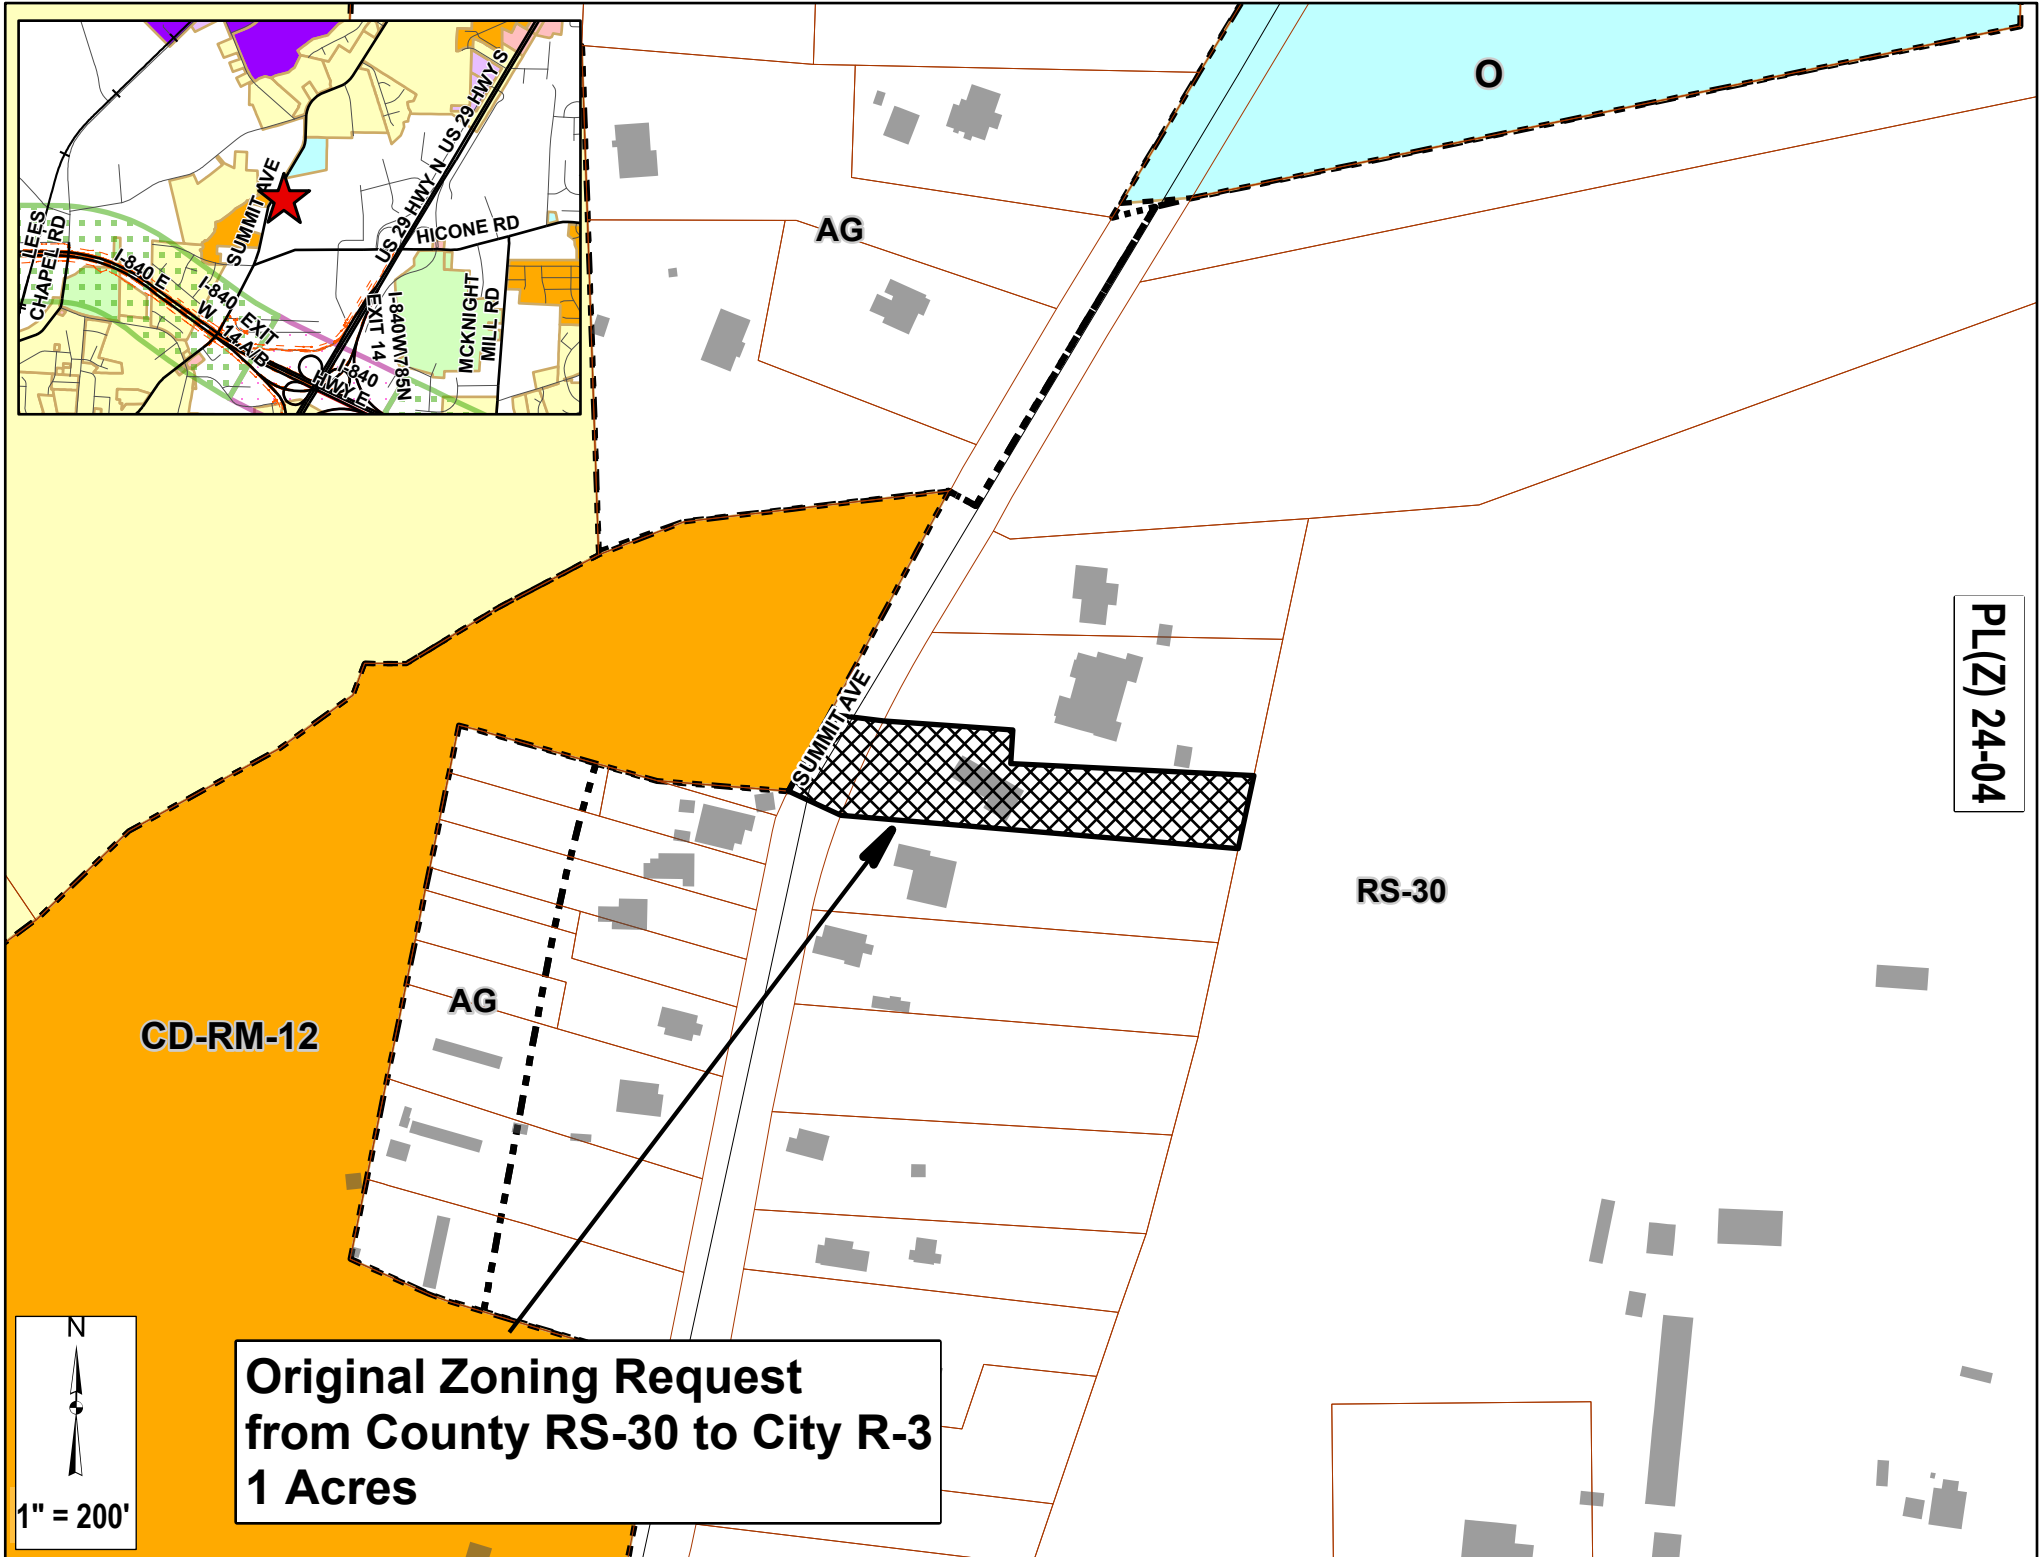 O
AG
SUMMIT AVE
US 29 HWY N US 29 HWY S
HICONE RD
LEES
CHAPEL RD
I-840 E
I-840
W
EXIT
14A/B
EXIT 14
I-840W\785N
I-840
HWY E
MCKNIGHT
MILL RD
PL(Z) 24-04
SUMMIT AVE
RS-30
AG
CD-RM-12
N
1" = 200'
Original Zoning Request
from County RS-30 to City R-3
1 Acres